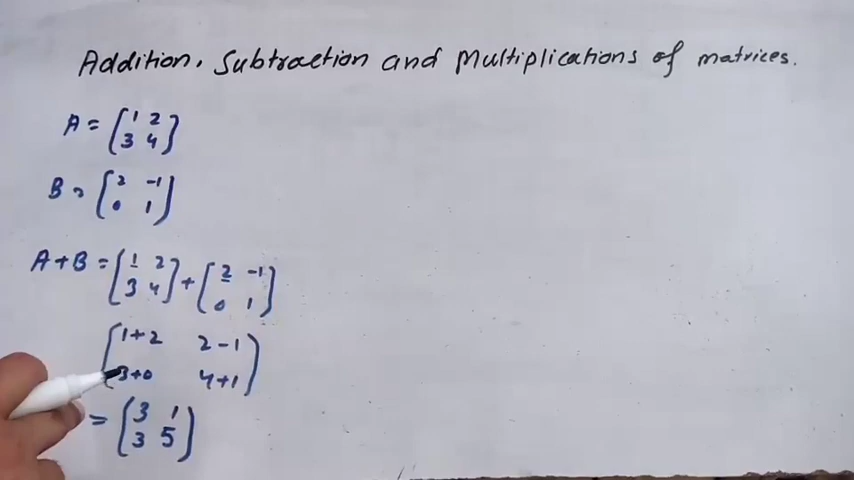 Addition. Subtraction and Multiplications of matrices.
A = [1 2
3 4]
B = [2 -1
0 1]
A+B = [1 2
3 4] + [2 -1
0 1]
[1+2 2-1
3+0 4+1]
= [3 1
3 5]